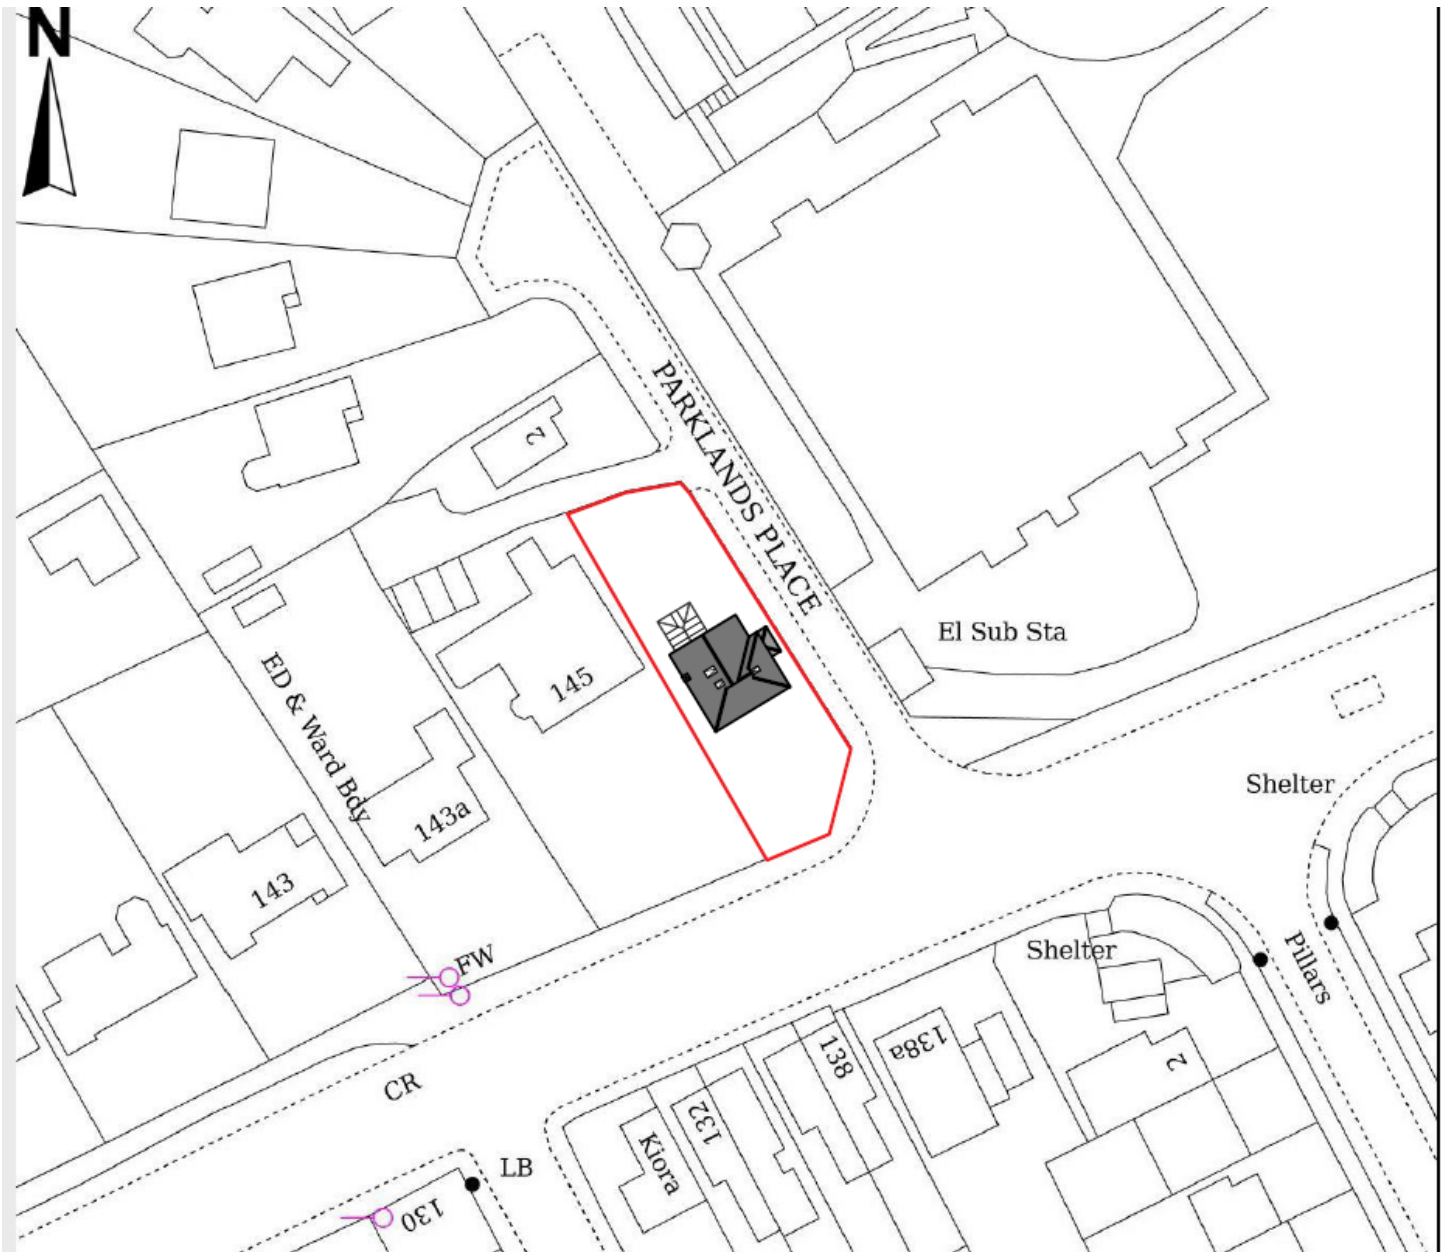 N
2
PARKLANDS PLACE
El Sub Sta
145
ED & Ward Bdy
Shelter
143a
143
FW
Shelter
Pillars
138
138a
2
CR
132
Kiora
LB
130